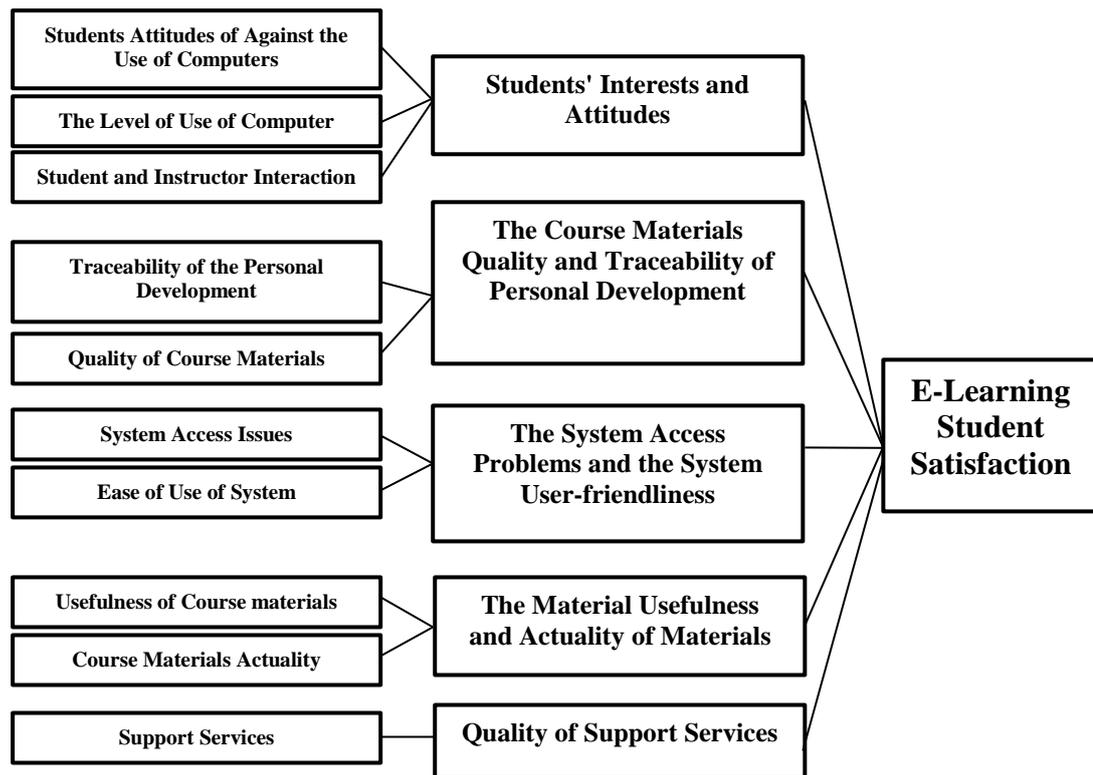 Students Attitudes of Against the
Use of Computers
The Level of Use of Computer
Student and Instructor Interaction
Students' Interests and
Attitudes
Traceability of the Personal
Development
Quality of Course Materials
The Course Materials
Quality and Traceability of
Personal Development
System Access Issues
Ease of Use of System
The System Access
Problems and the System
User-friendliness
Usefulness of Course materials
Course Materials Actuality
The Material Usefulness
and Actuality of Materials
Support Services
Quality of Support Services
E-Learning
Student
Satisfaction